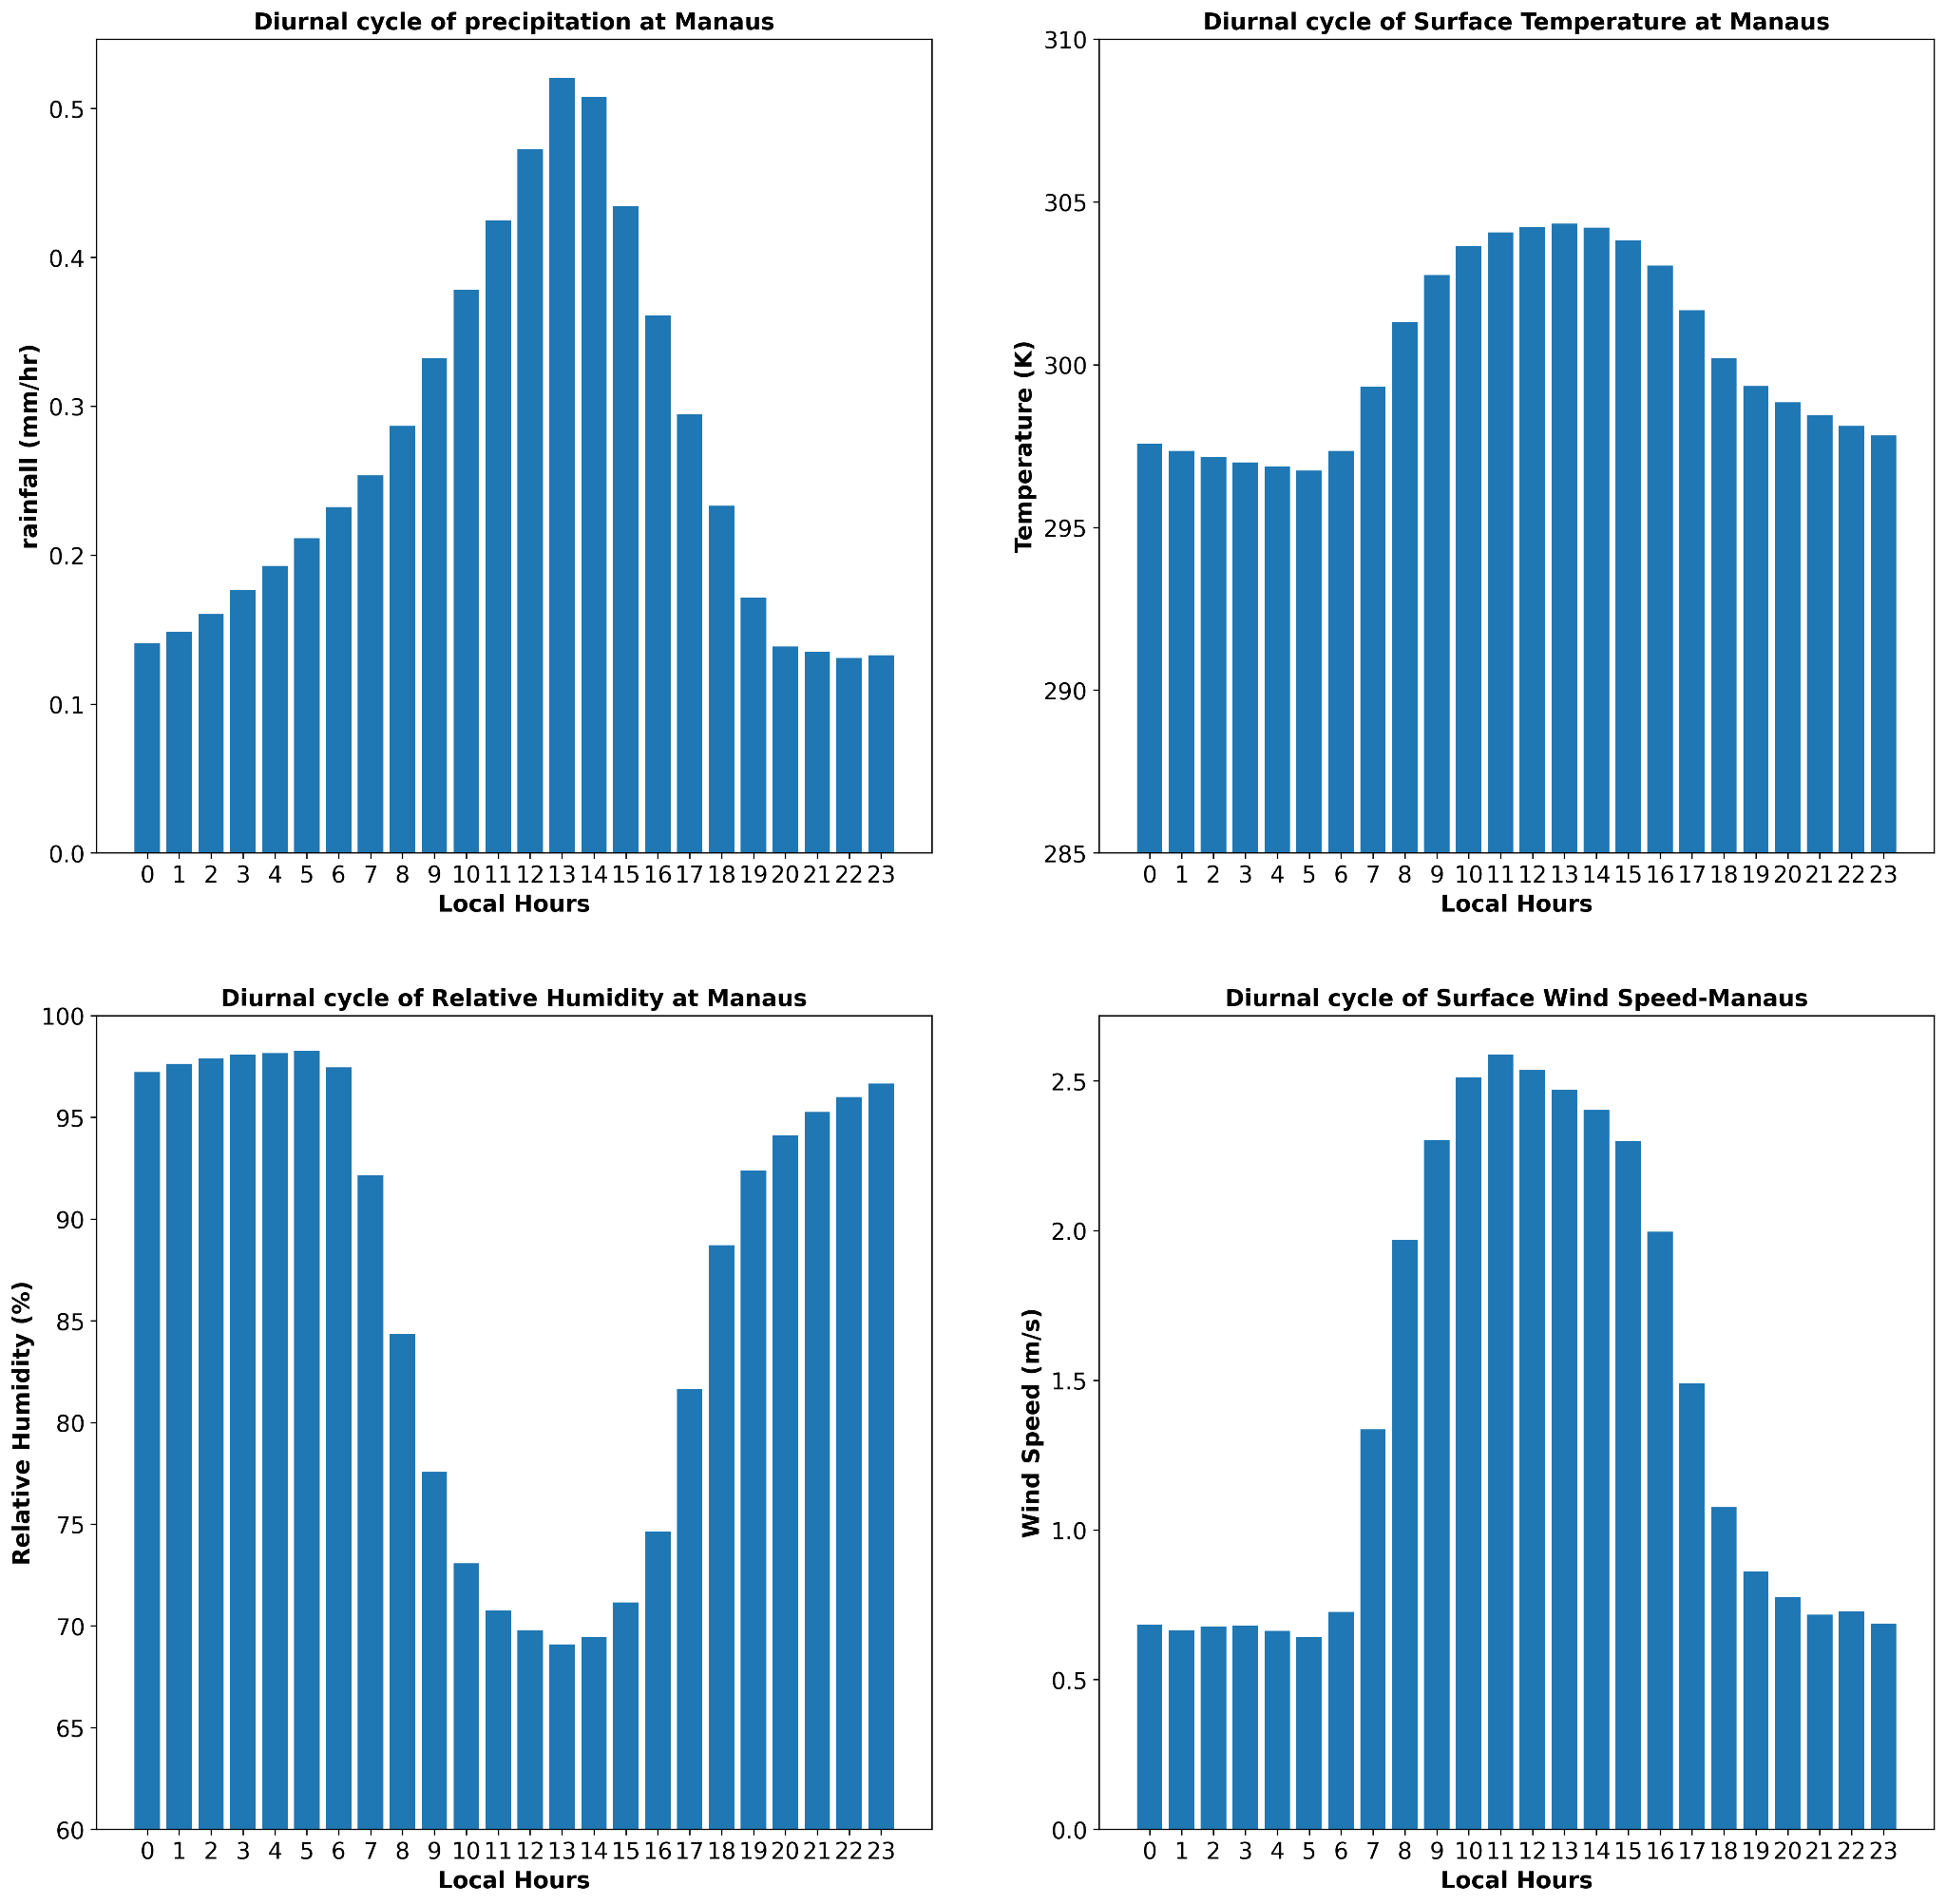 Diurnal cycle of precipitation at Manaus
rainfall (mm/hr)
0.5
0.4
0.3
0.2
0.1
0.0
0 1 2 3 4 5 6 7 8 9 10 11 12 13 14 15 16 17 18 19 20 21 22 23
Local Hours
Diurnal cycle of Surface Temperature at Manaus
Temperature (K)
310
305
300
295
290
285
0 1 2 3 4 5 6 7 8 9 10 11 12 13 14 15 16 17 18 19 20 21 22 23
Local Hours
Diurnal cycle of Relative Humidity at Manaus
Relative Humidity (%)
100
95
90
85
80
75
70
65
60
0 1 2 3 4 5 6 7 8 9 10 11 12 13 14 15 16 17 18 19 20 21 22 23
Local Hours
Diurnal cycle of Surface Wind Speed-Manaus
Wind Speed (m/s)
2.5
2.0
1.5
1.0
0.5
0.0
0 1 2 3 4 5 6 7 8 9 10 11 12 13 14 15 16 17 18 19 20 21 22 23
Local Hours